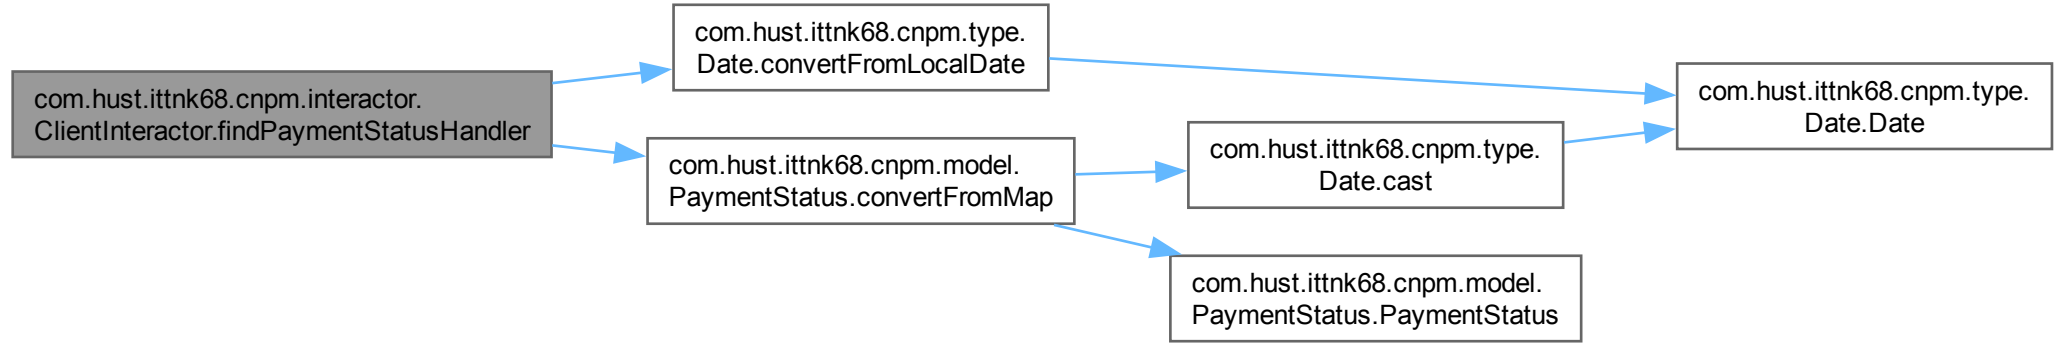 com.hust.ittnk68.cnpm.interactor.
ClientInteractor.findPaymentStatusHandler
com.hust.ittnk68.cnpm.type.
Date.convertFromLocalDate
com.hust.ittnk68.cnpm.model.
PaymentStatus.convertFromMap
com.hust.ittnk68.cnpm.type.
Date.cast
com.hust.ittnk68.cnpm.model.
PaymentStatus.PaymentStatus
com.hust.ittnk68.cnpm.type.
Date.Date